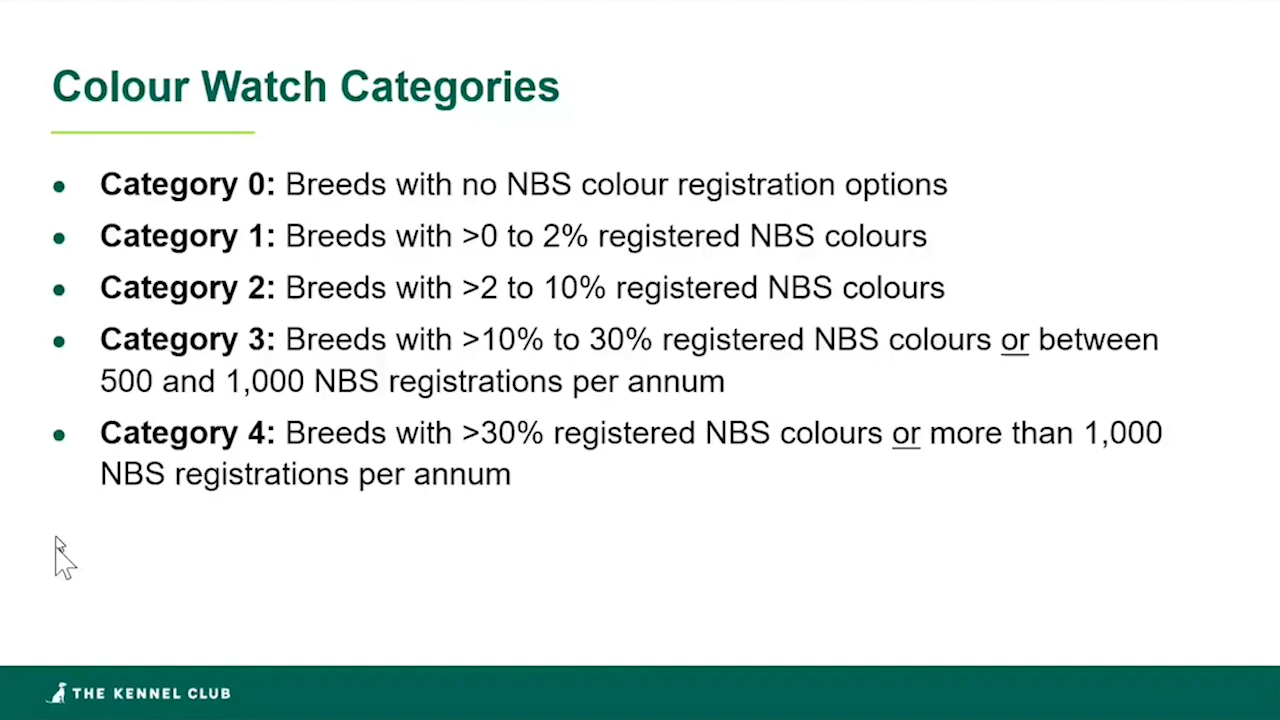 Colour Watch Categories
• Category 0: Breeds with no NBS colour registration options
• Category 1: Breeds with >0 to 2% registered NBS colours
• Category 2: Breeds with >2 to 10% registered NBS colours
• Category 3: Breeds with >10% to 30% registered NBS colours or between
500 and 1,000 NBS registrations per annum
• Category 4: Breeds with >30% registered NBS colours or more than 1,000
NBS registrations per annum
THE KENNEL CLUB